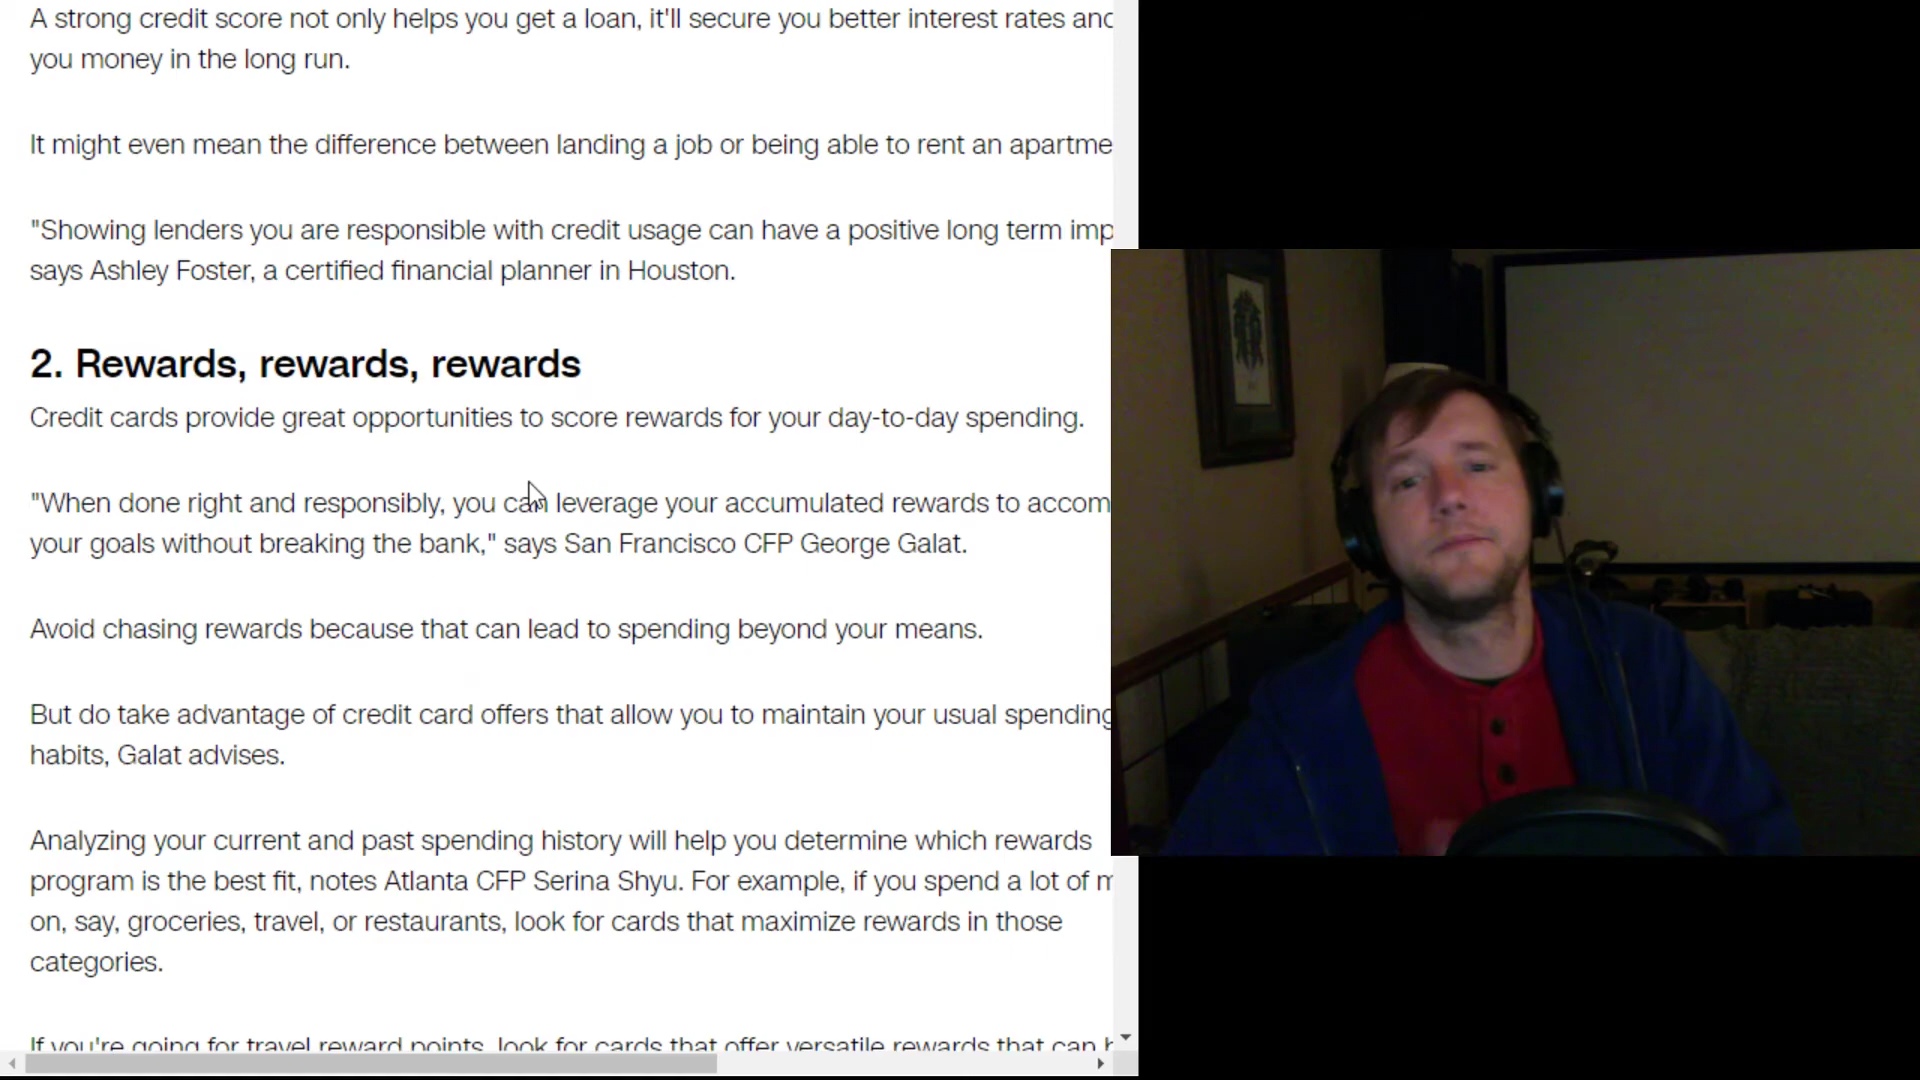 A strong credit score not only helps you get a loan, it'll secure you better interest rates and
you money in the long run.
It might even mean the difference between landing a job or being able to rent an apartme
"Showing lenders you are responsible with credit usage can have a positive long term imp
says Ashley Foster, a certified financial planner in Houston.
2. Rewards, rewards, rewards
Credit cards provide great opportunities to score rewards for your day-to-day spending.
"When done right and responsibly, you can leverage your accumulated rewards to accom
your goals without breaking the bank," says San Francisco CFP George Galat.
Avoid chasing rewards because that can lead to spending beyond your means.
But do take advantage of credit card offers that allow you to maintain your usual spending
habits, Galat advises.
Analyzing your current and past spending history will help you determine which rewards
program is the best fit, notes Atlanta CFP Serina Shyu. For example, if you spend a lot of m
on, say, groceries, travel, or restaurants, look for cards that maximize rewards in those
categories.
If you're going for travel reward points, look for cards that offer versatile rewards that can b